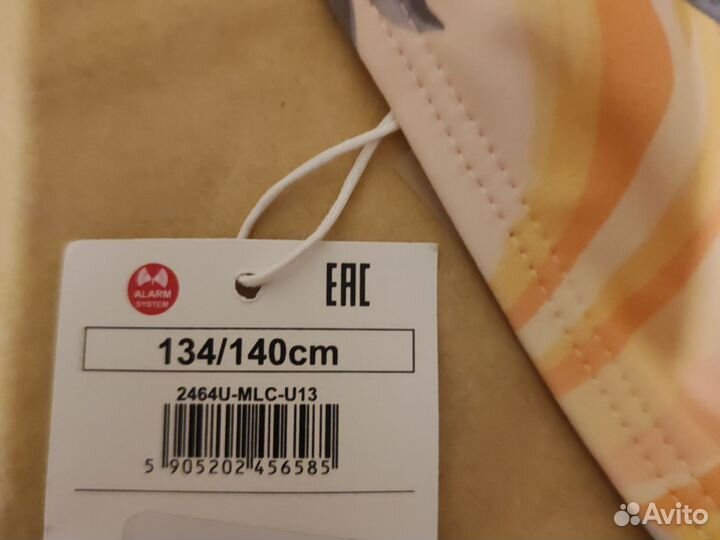 ALARM
SYSTEM
EAC
134/140cm
2464U-MLC-U13
5 905202 456585
Avito